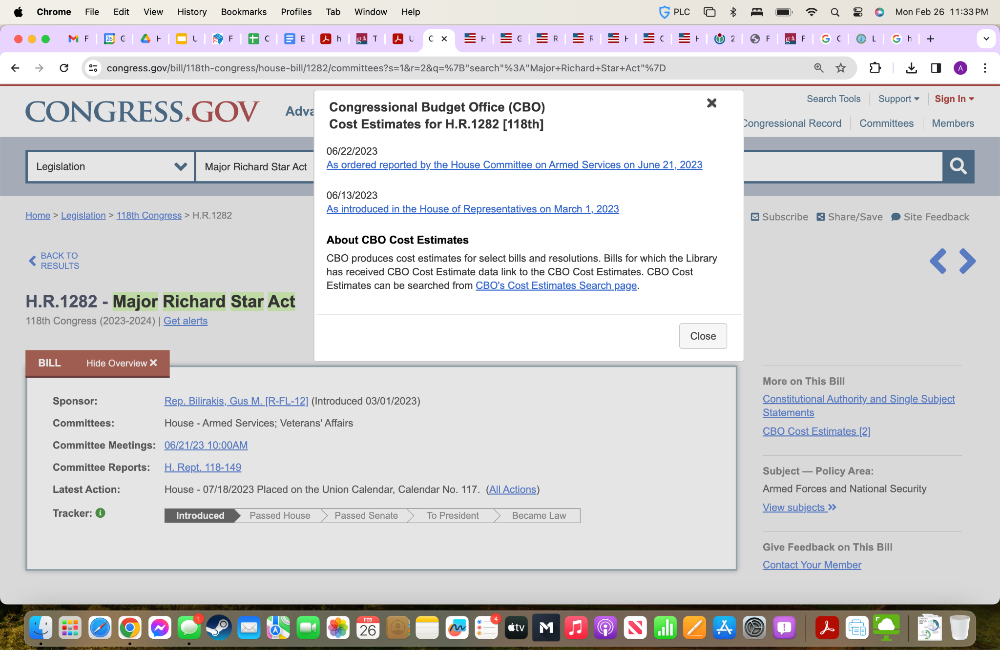 Chrome File Edit View History Bookmarks Profiles Tab Window Help PLC Mon Feb 26 11:33 PM
F 26 G H U F C E h T U C H G R R H C H 2 F F C L h
congress.gov/bill/118th-congress/house-bill/1282/committees?s=1&r=2&q=%7B"search"%3A"Major+Richard+Star+Act"%7D A
CONGRESS.GOV
Adva
Search Tools Support Sign In
Congressional Record Committees Members
Legislation
Major Richard Star Act
Congressional Budget Office (CBO)
Cost Estimates for H.R.1282 [118th]
06/22/2023
As ordered reported by the House Committee on Armed Services on June 21, 2023
06/13/2023
As introduced in the House of Representatives on March 1, 2023
About CBO Cost Estimates
CBO produces cost estimates for select bills and resolutions. Bills for which the Library
has received CBO Cost Estimate data link to the CBO Cost Estimates. CBO Cost
Estimates can be searched from CBO's Cost Estimates Search page.
Close
Home > Legislation > 118th Congress > H.R.1282
Subscribe Share/Save Site Feedback
BACK TO
RESULTS
H.R.1282 - Major Richard Star Act
118th Congress (2023-2024) | Get alerts
BILL Hide Overview
Sponsor: Rep. Bilirakis, Gus M. [R-FL-12] (Introduced 03/01/2023)
Committees: House - Armed Services; Veterans' Affairs
Committee Meetings: 06/21/23 10:00AM
Committee Reports: H. Rept. 118-149
Latest Action: House - 07/18/2023 Placed on the Union Calendar, Calendar No. 117. (All Actions)
Tracker: Introduced Passed House Passed Senate To President Became Law
More on This Bill
Constitutional Authority and Single Subject
Statements
CBO Cost Estimates [2]
Subject — Policy Area:
Armed Forces and National Security
View subjects
Give Feedback on This Bill
Contact Your Member
1
FEB
26
4
tv